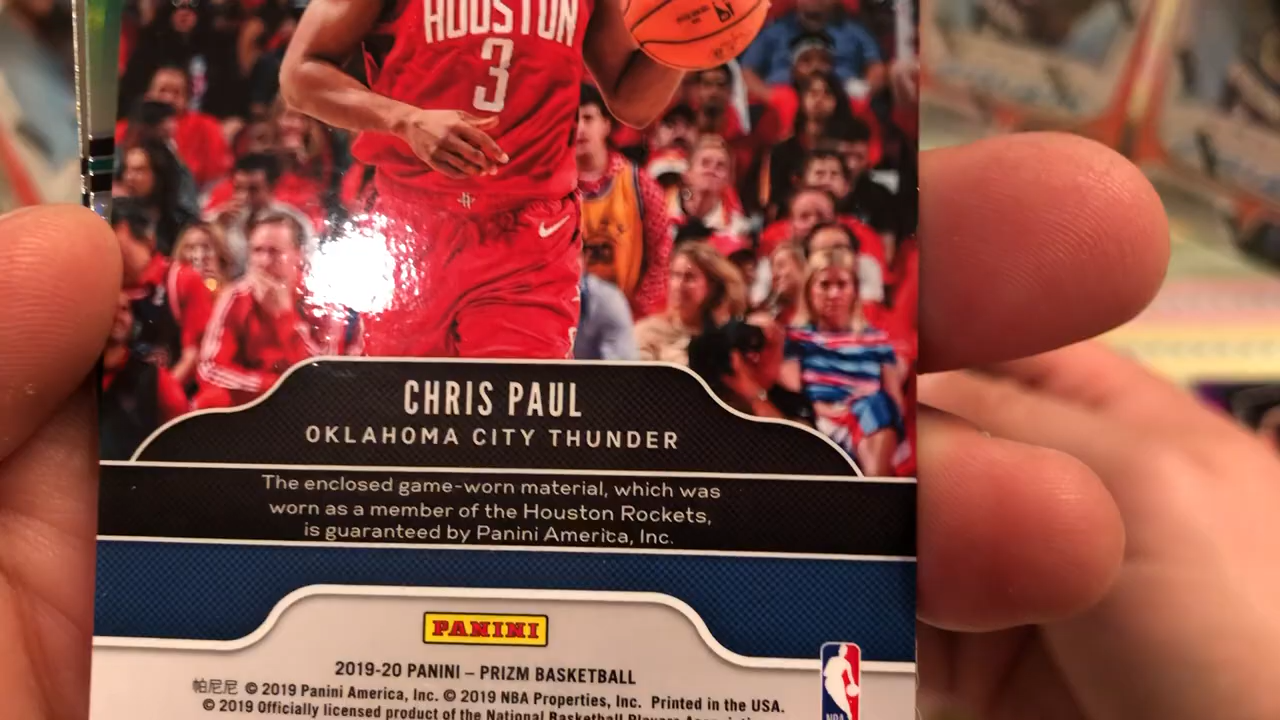 HOUSTON
3
CHRIS PAUL
OKLAHOMA CITY THUNDER
The enclosed game-worn material, which was
worn as a member of the Houston Rockets,
is guaranteed by Panini America, Inc.
PANINI
2019-20 PANINI – PRIZM BASKETBALL
帕尼尼 © 2019 Panini America, Inc. © 2019 NBA Properties, Inc. Printed in the USA.
© 2019 Officially licensed product of the National Basketball Players
NBA